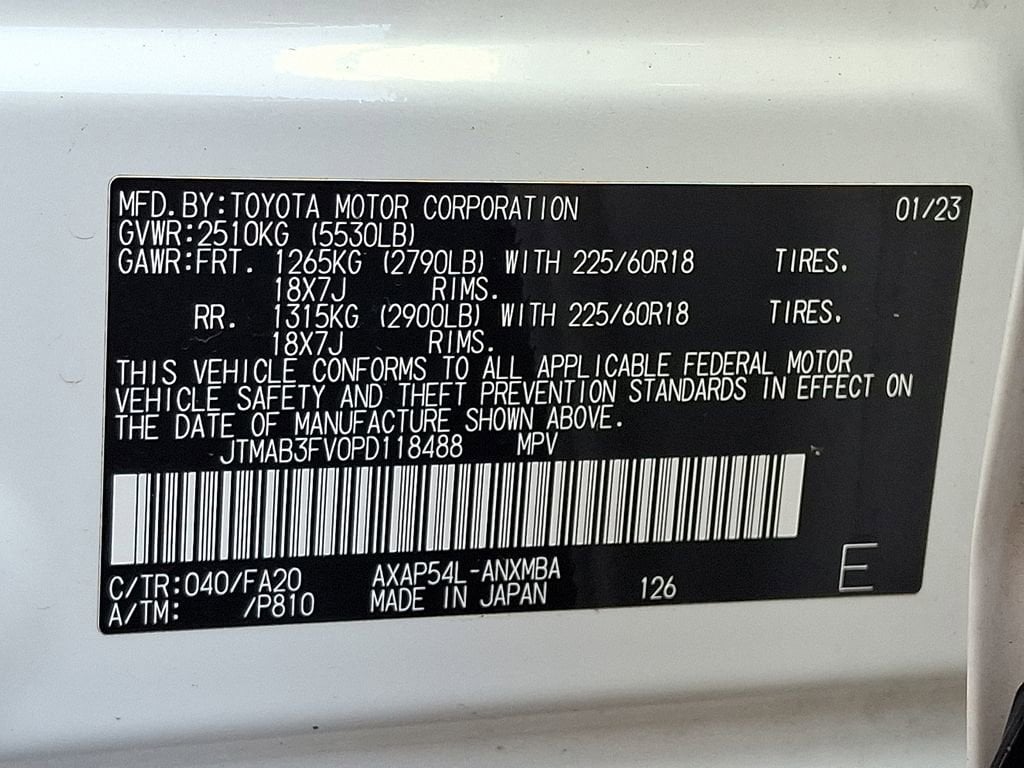 MFD.BY:TOYOTA MOTOR CORPORATION 01/23
GVWR:2510KG (5530LB)
GAWR:FRT. 1265KG (2790LB) WITH 225/60R18 TIRES.
18X7J RIMS.
RR. 1315KG (2900LB) WITH 225/60R18 TIRES.
18X7J RIMS.
THIS VEHICLE CONFORMS TO ALL APPLICABLE FEDERAL MOTOR
VEHICLE SAFETY AND THEFT PREVENTION STANDARDS IN EFFECT ON
THE DATE OF MANUFACTURE SHOWN ABOVE.
JTMAB3FV0PD118488 MPV
C/TR:040/FA20 AXAP54L-ANXMBA
A/TM: /P810 MADE IN JAPAN 126 E